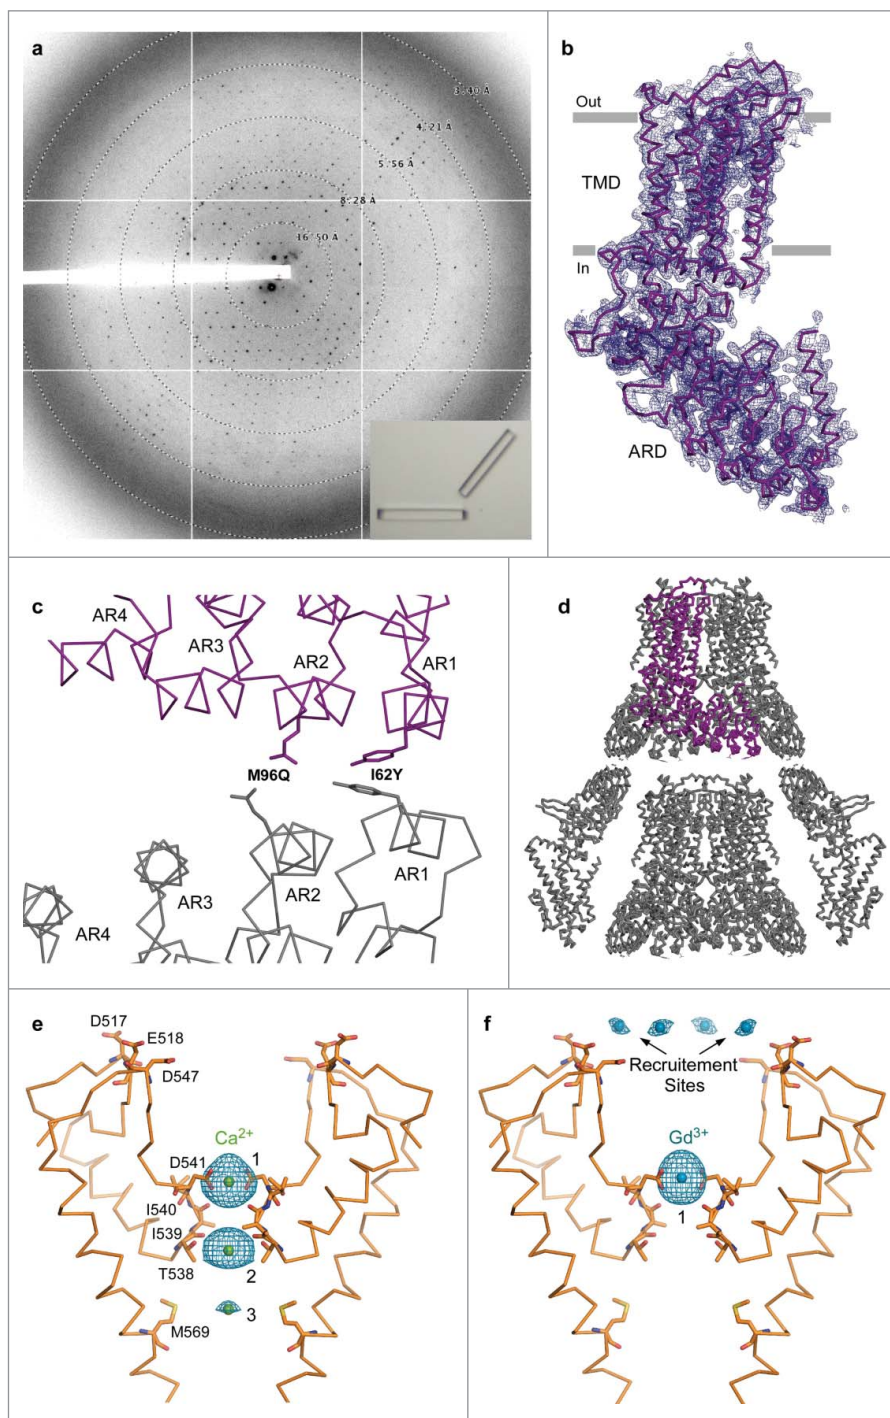 a
3.40 Å
4.21 Å
5.56 Å
8.28 Å
16.50 Å
b
Out
TMD
In
ARD
c
AR4
AR3
AR2
AR1
M96Q
I62Y
AR1
AR2
AR3
AR4
d
e
D517
E518
D547
Ca²⁺
D541
1
I540
I539
2
T538
3
M569
f
Recruitement
Sites
Gd³⁺
1